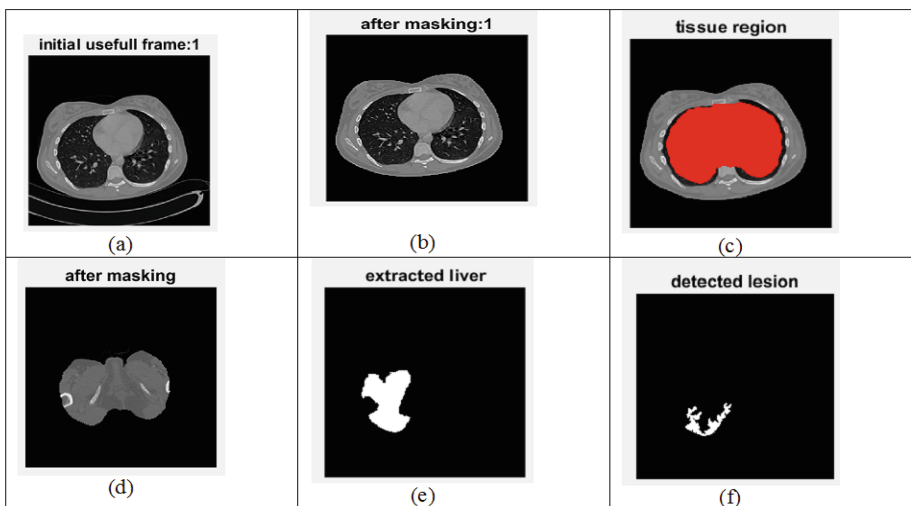 initial usefull frame:1
(a)
after masking:1
(b)
tissue region
(c)
after masking
(d)
extracted liver
(e)
detected lesion
(f)